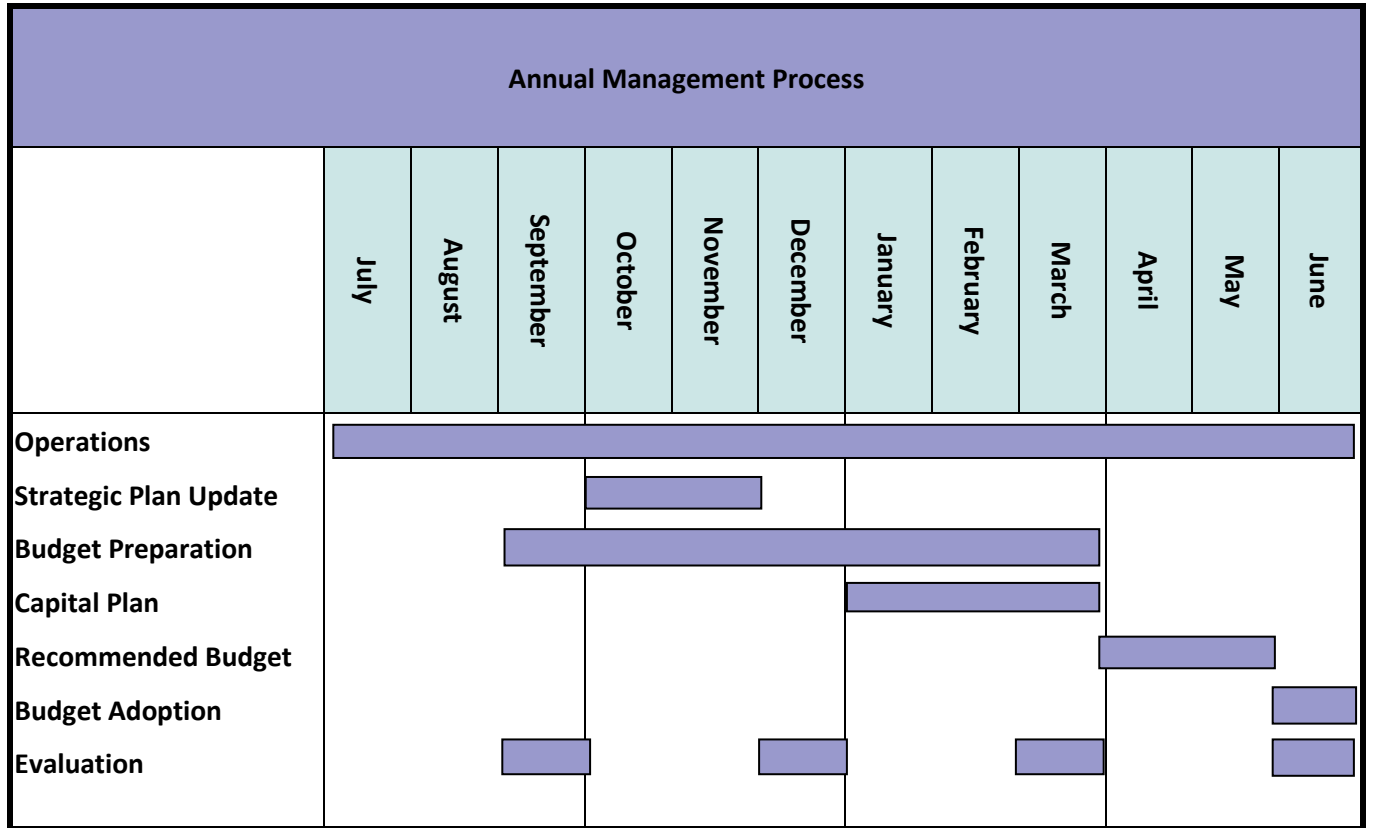 Annual Management Process
July
August
September
October
November
December
January
February
March
April
May
June
Operations
Strategic Plan Update
Budget Preparation
Capital Plan
Recommended Budget
Budget Adoption
Evaluation